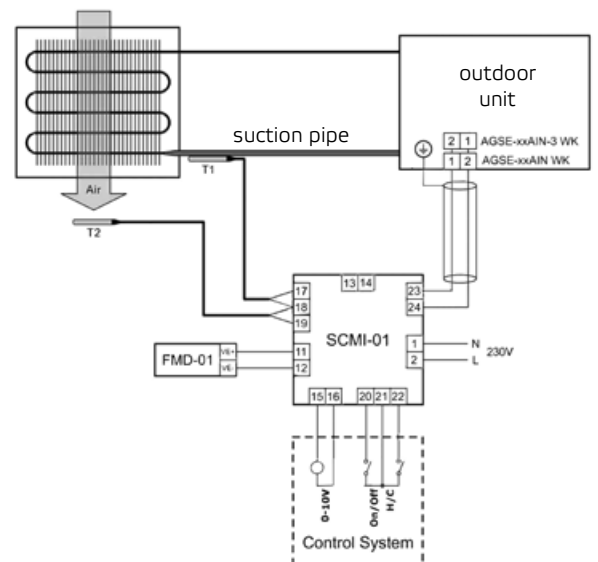 outdoor
unit
2 1 AGSE-xxAIN-3 WK
1 2 AGSE-xxAIN WK
suction pipe
T1
Air
T2
13 14
17
18
19
23
24
SCMI-01
1 N
2 L
230V
FMD-01
VE+
VE-
11
12
15 16
20 21 22
0-10V
On/Off
H/C
Control System